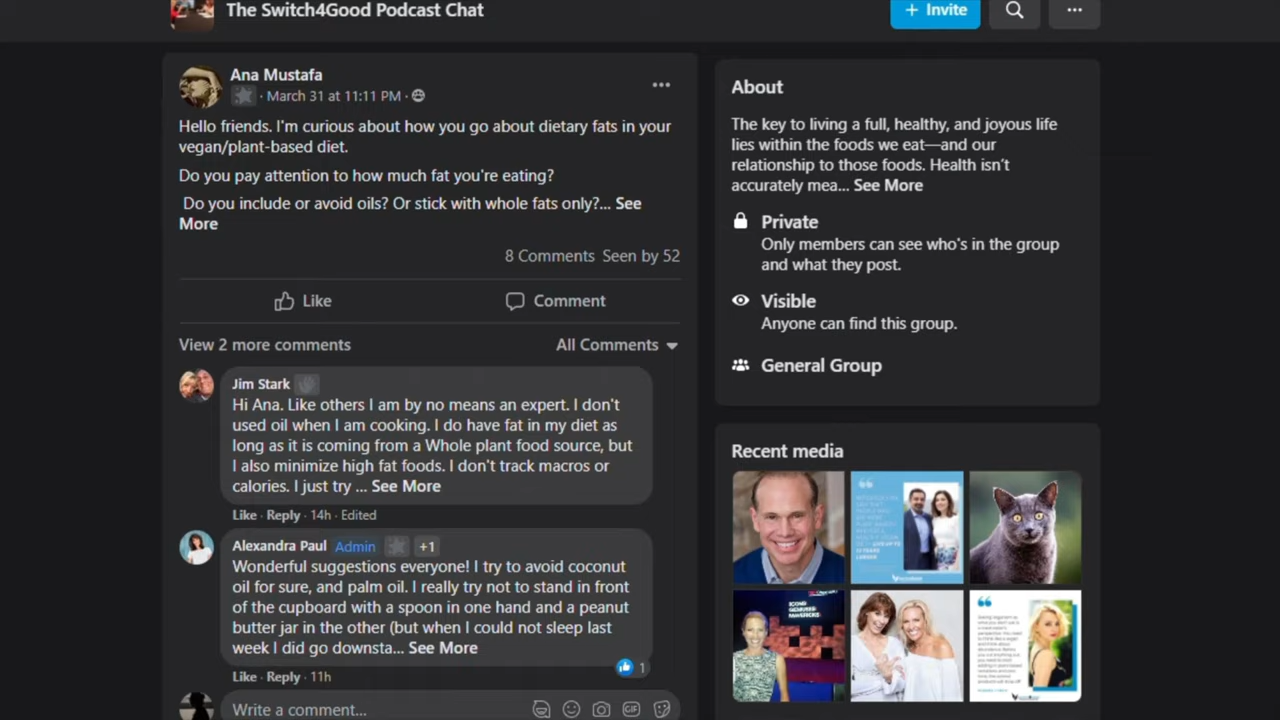 The Switch4Good Podcast Chat
+ Invite
Ana Mustafa
· March 31 at 11:11 PM ·
Hello friends. I'm curious about how you go about dietary fats in your
vegan/plant-based diet.
Do you pay attention to how much fat you're eating?
Do you include or avoid oils? Or stick with whole fats only?... See
More
8 Comments Seen by 52
Like
Comment
View 2 more comments
All Comments
Jim Stark
Hi Ana. Like others I am by no means an expert. I don't
used oil when I am cooking. I do have fat in my diet as
long as it is coming from a Whole plant food source, but
I also minimize high fat foods. I don't track macros or
calories. I just try ... See More
Like · Reply · 14h · Edited
Alexandra Paul Admin +1
Wonderful suggestions everyone! I try to avoid coconut
oil for sure, and palm oil. I really try not to stand in front
of the cupboard with a spoon in one hand and a peanut
butter jar in the other (but when I could not sleep last
week I did go downsta... See More
1
Like · Reply · 11h
Write a comment...
GIF
About
The key to living a full, healthy, and joyous life
lies within the foods we eat—and our
relationship to those foods. Health isn't
accurately mea... See More
Private
Only members can see who's in the group
and what they post.
Visible
Anyone can find this group.
General Group
Recent media